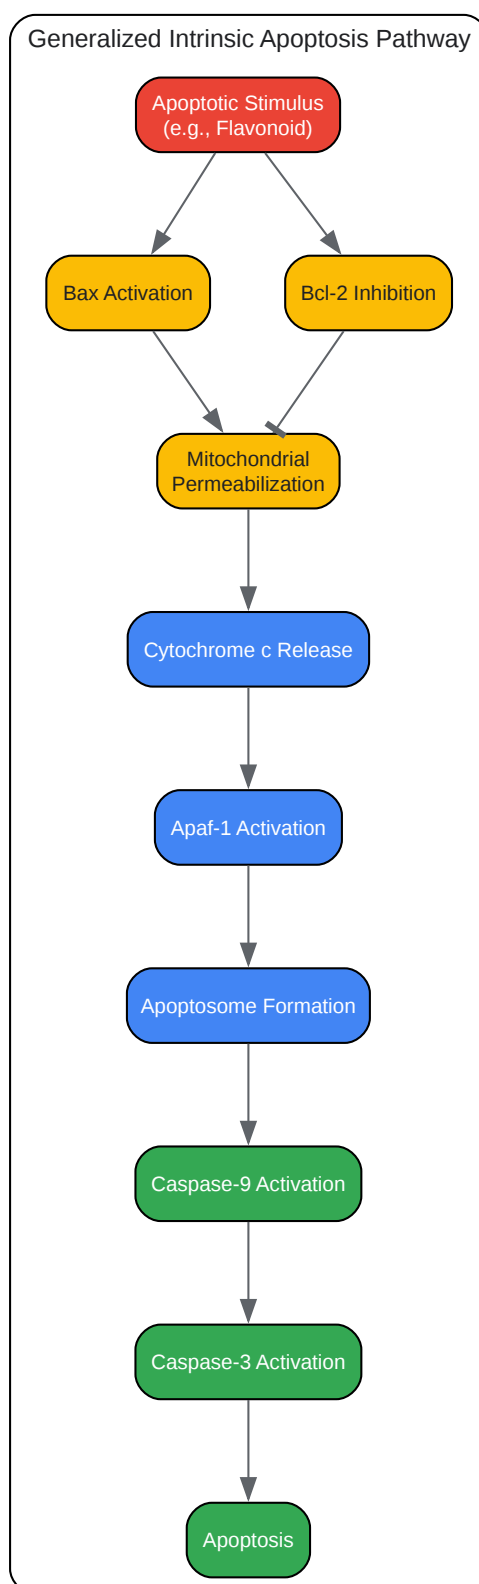 Generalized Intrinsic Apoptosis Pathway
Apoptotic Stimulus
(e.g., Flavonoid)
Bax Activation
Bcl-2 Inhibition
Mitochondrial
Permeabilization
Cytochrome c Release
Apaf-1 Activation
Apoptosome Formation
Caspase-9 Activation
Caspase-3 Activation
Apoptosis